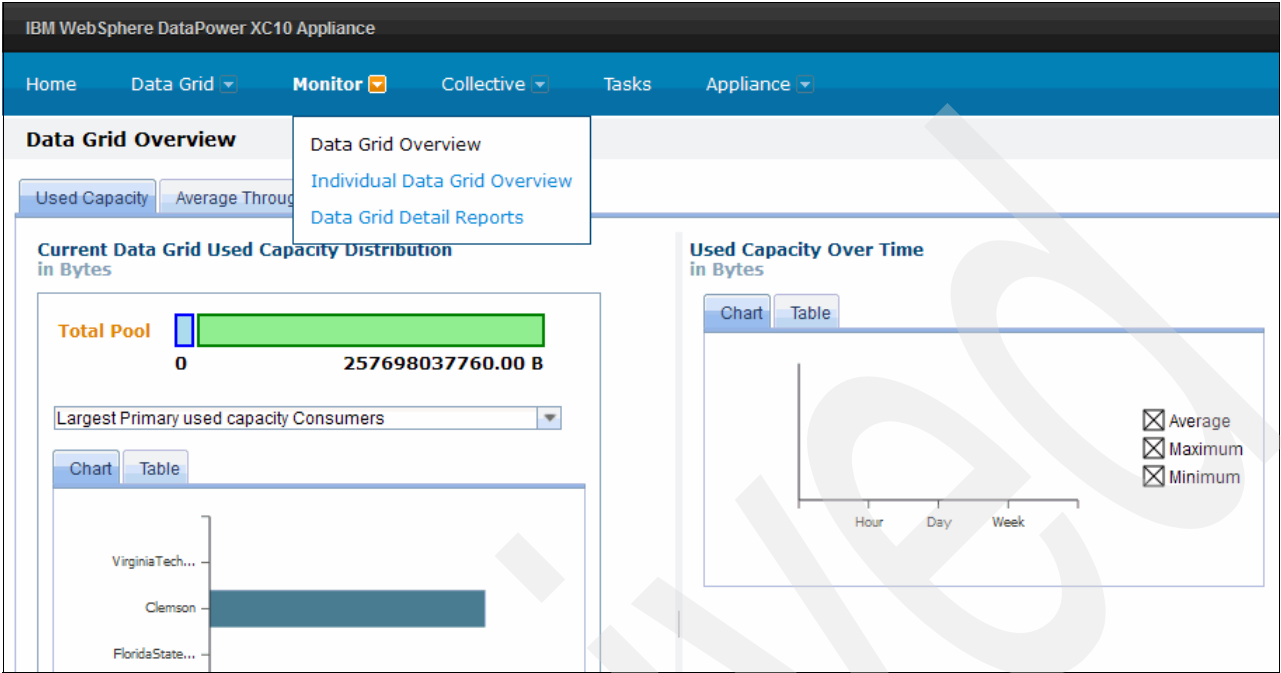 IBM WebSphere DataPower XC10 Appliance
Home Data Grid Monitor Collective Tasks Appliance
Data Grid Overview
Data Grid Overview
Individual Data Grid Overview
Data Grid Detail Reports
Used Capacity Average Throug
Current Data Grid Used Capacity Distribution
in Bytes
Total Pool
0 257698037760.00 B
Largest Primary used capacity Consumers
Chart Table
VirginiaTech...
Clemson
FloridaState...
Used Capacity Over Time
in Bytes
Chart Table
Average
Maximum
Minimum
Hour Day Week